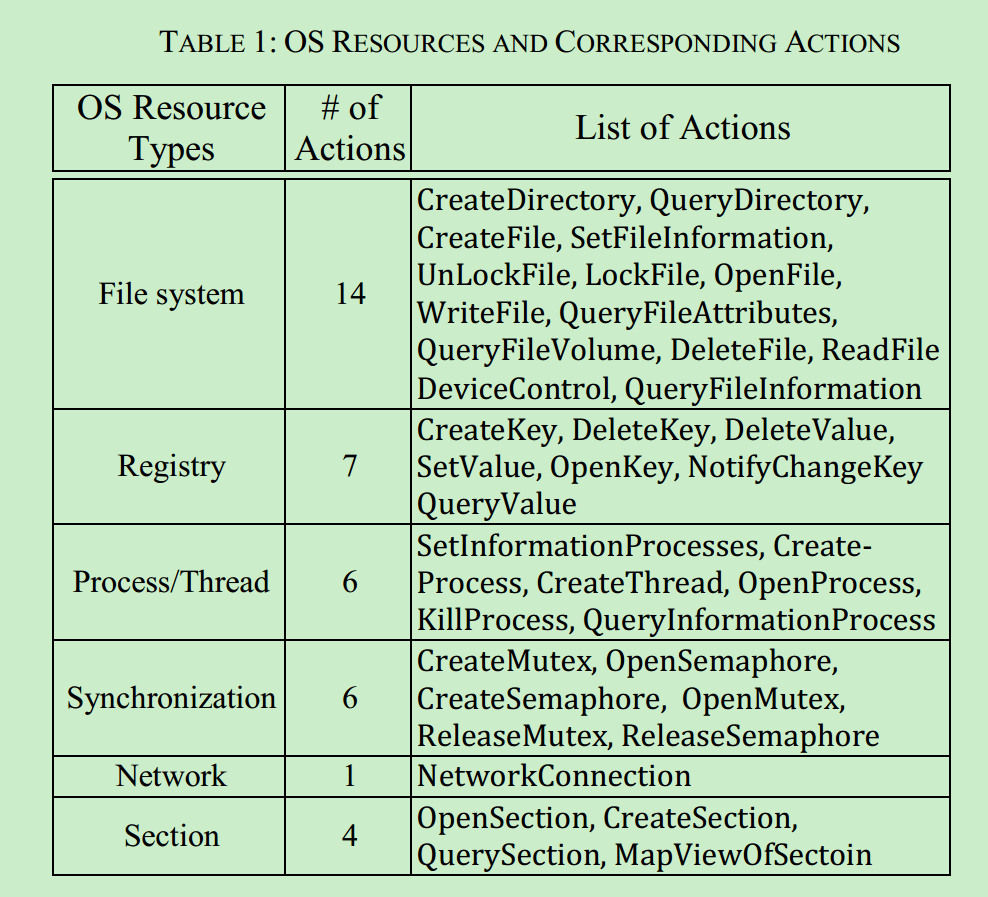 TABLE 1: OS RESOURCES AND CORRESPONDING ACTIONS
OS Resource
Types
# of
Actions
List of Actions
File system
14
CreateDirectory, QueryDirectory,
CreateFile, SetFileInformation,
UnLockFile, LockFile, OpenFile,
WriteFile, QueryFileAttributes,
QueryFileVolume, DeleteFile, ReadFile
DeviceControl, QueryFileInformation
Registry
7
CreateKey, DeleteKey, DeleteValue,
SetValue, OpenKey, NotifyChangeKey
QueryValue
Process/Thread
6
SetInformationProcesses, Create-
Process, CreateThread, OpenProcess,
KillProcess, QueryInformationProcess
Synchronization
6
CreateMutex, OpenSemaphore,
CreateSemaphore, OpenMutex,
ReleaseMutex, ReleaseSemaphore
Network
1
NetworkConnection
Section
4
OpenSection, CreateSection,
QuerySection, MapViewOfSectoin